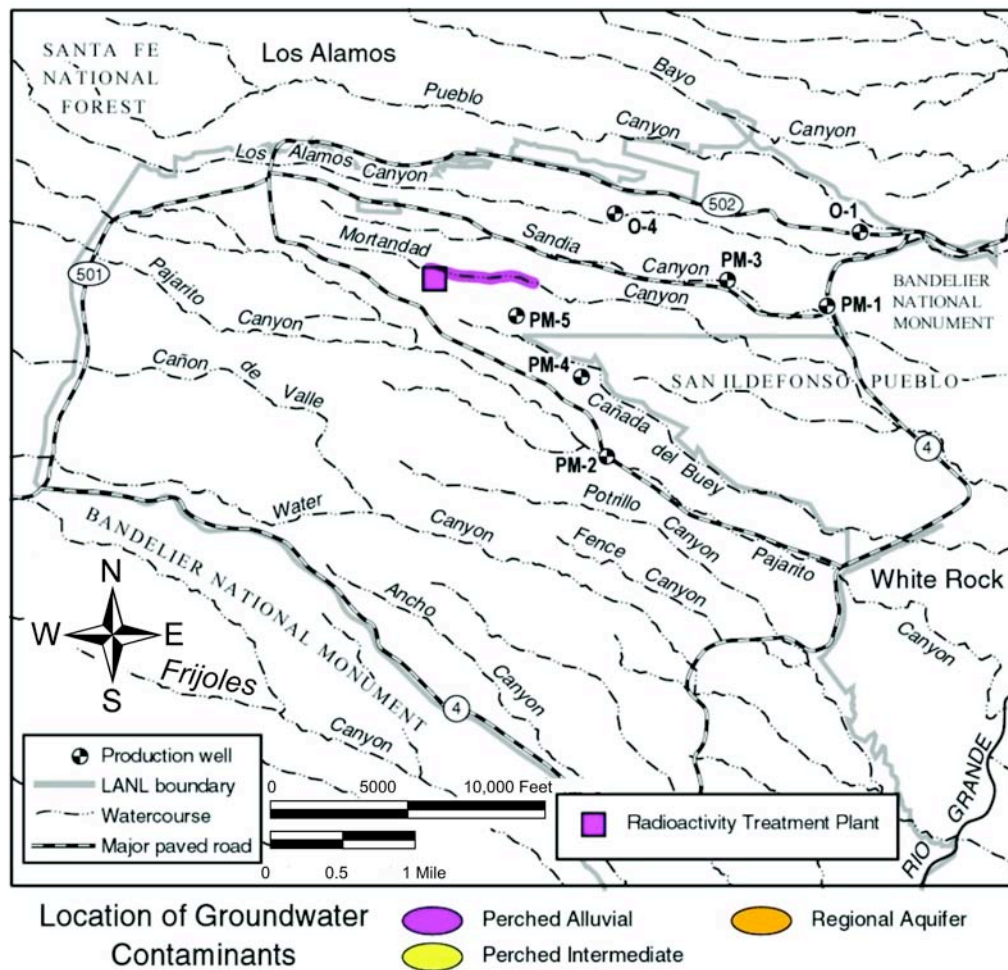 SANTA FE
NATIONAL
FOREST
Los Alamos
Bayo
Pueblo
Canyon
Canyon
Los Alamos
Canyon
502
O-1
O-4
Sandia
Mortandad
Canyon
PM-3
501
BANDELIER
NATIONAL
MONUMENT
Pajarito
Canyon
PM-1
PM-5
Canyon
Cañon
de
Valle
PM-4
SAN ILDEFONSO PUEBLO
Cañada
del Buey
4
PM-2
Water
Potrillo
Canyon
Canyon
Fence
Pajarito
Canyon
White Rock
BANDELIER NATIONAL MONUMENT
Ancho
Canyon
Canyon
N
W E
S
Frijoles
Canyon
4
RIO GRANDE
Production well
LANL boundary
Watercourse
Major paved road
0 5000 10,000 Feet
0 0.5 1 Mile
Radioactivity Treatment Plant
Location of Groundwater
Contaminants
Perched Alluvial
Regional Aquifer
Perched Intermediate